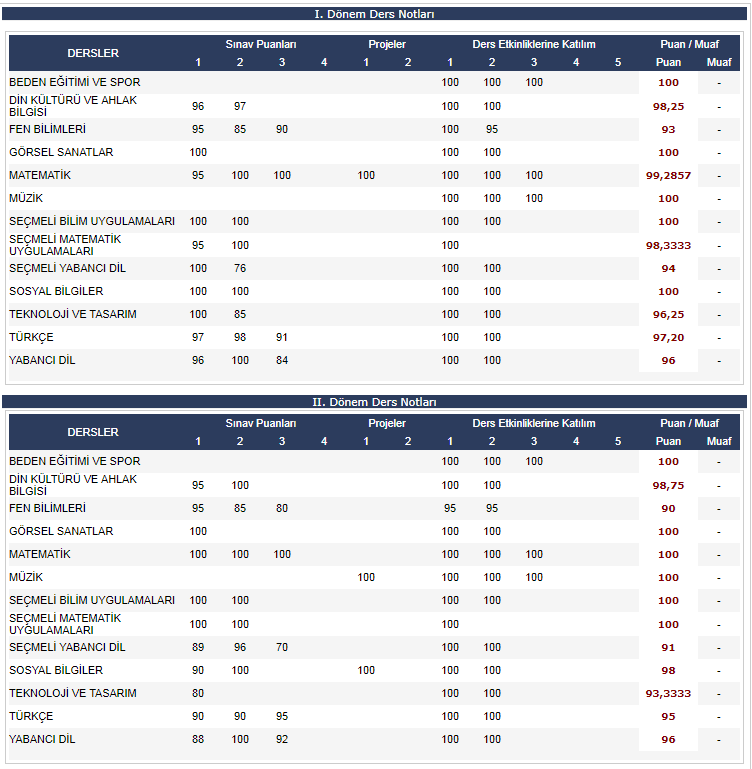 I. Dönem Ders Notları
DERSLER Sınav Puanları Projeler Ders Etkinliklerine Katılım Puan / Muaf
1 2 3 4 1 2 1 2 3 4 5 Puan Muaf
BEDEN EĞİTİMİ VE SPOR 100 100 100 100 -
DİN KÜLTÜRÜ VE AHLAK
BİLGİSİ 96 97 100 100 98,25 -
FEN BİLİMLERİ 95 85 90 100 95 93 -
GÖRSEL SANATLAR 100 100 100 100 -
MATEMATİK 95 100 100 100 100 100 100 99,2857 -
MÜZİK 100 100 100 100 -
SEÇMELİ BİLİM UYGULAMALARI 100 100 100 100 100 -
SEÇMELİ MATEMATİK
UYGULAMALARI 95 100 100 98,3333 -
SEÇMELİ YABANCI DİL 100 76 100 100 94 -
SOSYAL BİLGİLER 100 100 100 100 100 -
TEKNOLOJİ VE TASARIM 100 85 100 100 96,25 -
TÜRKÇE 97 98 91 100 100 97,20 -
YABANCI DİL 96 100 84 100 100 96 -
II. Dönem Ders Notları
DERSLER Sınav Puanları Projeler Ders Etkinliklerine Katılım Puan / Muaf
1 2 3 4 1 2 1 2 3 4 5 Puan Muaf
BEDEN EĞİTİMİ VE SPOR 100 100 100 100 -
DİN KÜLTÜRÜ VE AHLAK
BİLGİSİ 95 100 100 100 98,75 -
FEN BİLİMLERİ 95 85 80 95 95 90 -
GÖRSEL SANATLAR 100 100 100 100 -
MATEMATİK 100 100 100 100 100 100 100 -
MÜZİK 100 100 100 100 100 -
SEÇMELİ BİLİM UYGULAMALARI 100 100 100 100 100 -
SEÇMELİ MATEMATİK
UYGULAMALARI 100 100 100 100 -
SEÇMELİ YABANCI DİL 89 96 70 100 100 91 -
SOSYAL BİLGİLER 90 100 100 100 100 98 -
TEKNOLOJİ VE TASARIM 80 100 100 93,3333 -
TÜRKÇE 90 90 95 100 100 95 -
YABANCI DİL 88 100 92 100 100 96 -